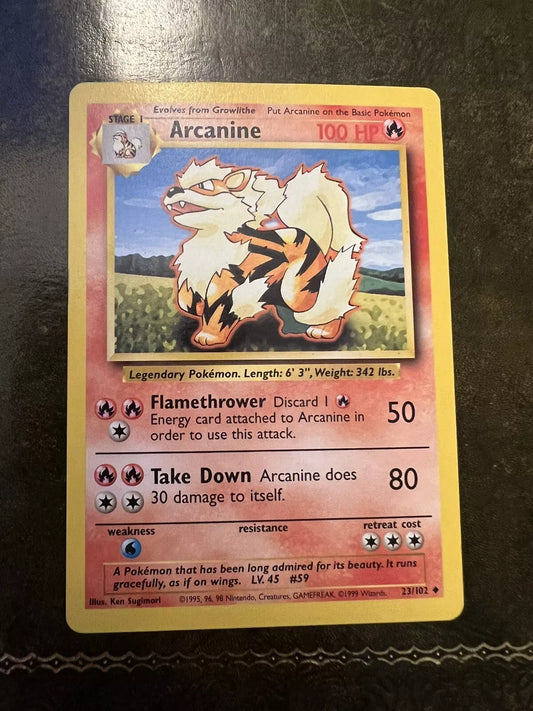 Evolves from Growlithe Put Arcanine on the Basic Pokémon
STAGE 1
Arcanine 100 HP
Legendary Pokémon. Length: 6' 3", Weight: 342 lbs.
Flamethrower Discard 1
Energy card attached to Arcanine in
order to use this attack.
50
Take Down Arcanine does
30 damage to itself.
80
weakness resistance retreat cost
A Pokémon that has been long admired for its beauty. It runs
gracefully, as if on wings. LV. 45 #59
Illus. Ken Sugimori ©1995, 96, 98 Nintendo, Creatures, GAMEFREAK. ©1999 Wizards. 23/102